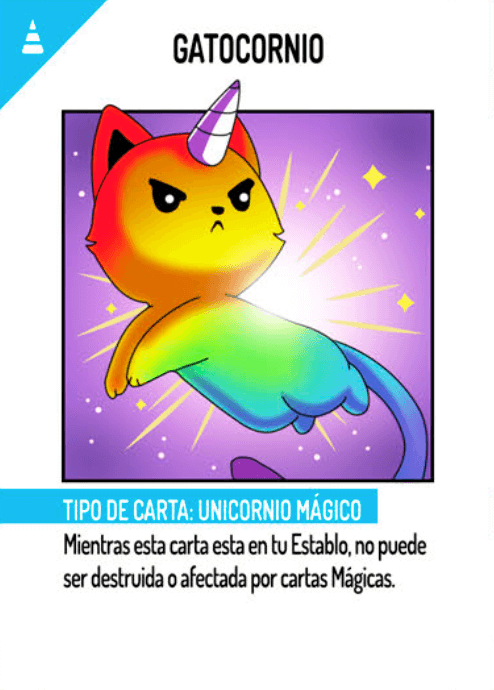 GATOCORNIO
TIPO DE CARTA: UNICORNIO MÁGICO
Mientras esta carta esta en tu Establo, no puede
ser destruida o afectada por cartas Mágicas.